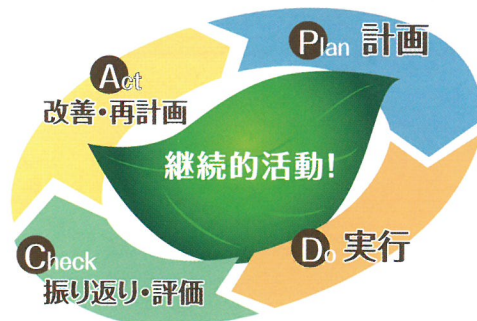 Plan 計画
Act
改善・再計画
継続的活動!
Do 実行
Check
振り返り・評価